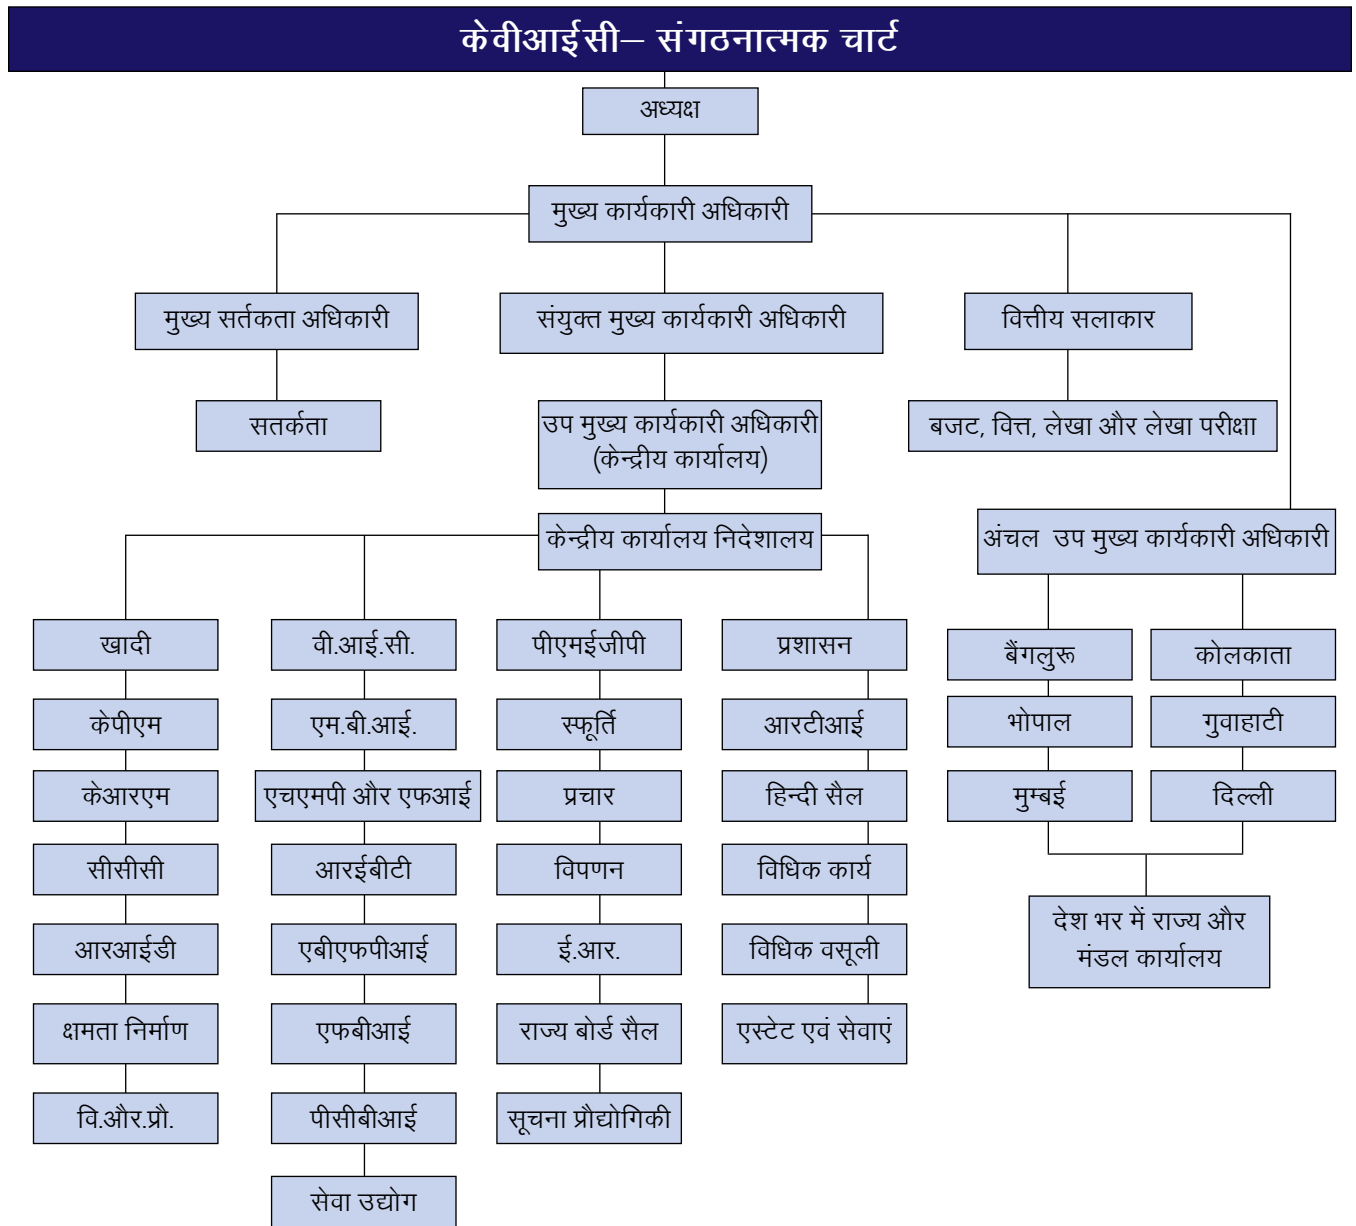 केवीआईसी– संगठनात्मक चार्ट
अध्यक्ष
मुख्य कार्यकारी अधिकारी
मुख्य सर्तकता अधिकारी
संयुक्त मुख्य कार्यकारी अधिकारी
वित्तीय सलाकार
सतर्कता
उप मुख्य कार्यकारी अधिकारी
(केन्द्रीय कार्यालय)
बजट, वित्त, लेखा और लेखा परीक्षा
केन्द्रीय कार्यालय निदेशालय
अंचल उप मुख्य कार्यकारी अधिकारी
खादी
केपीएम
केआरएम
सीसीसी
आरआईडी
क्षमता निर्माण
वि.और.प्रौ.
वी.आई.सी.
एम.बी.आई.
एचएमपी और एफआई
आरईबीटी
एबीएफपीआई
एफबीआई
पीसीबीआई
सेवा उद्योग
पीएमईजीपी
स्फूर्ति
प्रचार
विपणन
ई.आर.
राज्य बोर्ड सैल
सूचना प्रौद्योगिकी
प्रशासन
आरटीआई
हिन्दी सैल
विधिक कार्य
विधिक वसूली
एस्टेट एवं सेवाएं
बैंगलुरू
भोपाल
मुम्बई
कोलकाता
गुवाहाटी
दिल्ली
देश भर में राज्य और
मंडल कार्यालय